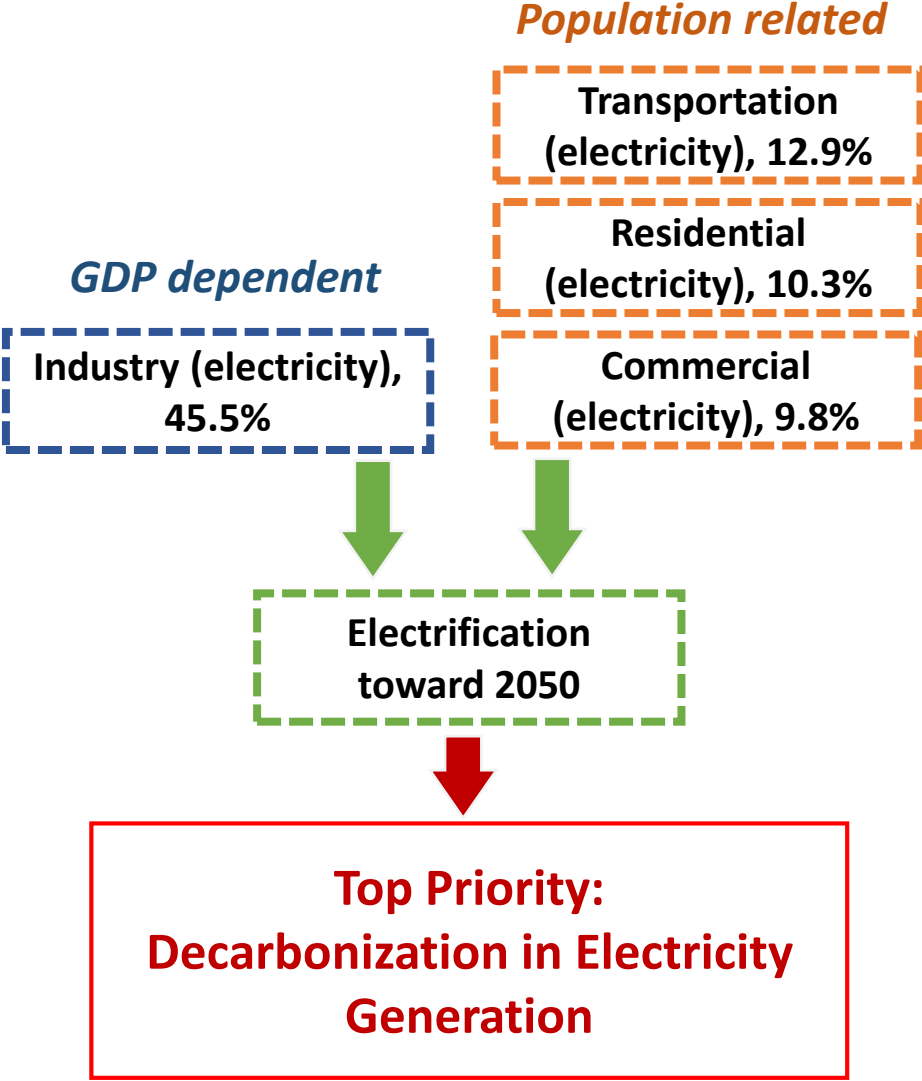 Population related
Transportation
(electricity), 12.9%
Residential
(electricity), 10.3%
Commercial
(electricity), 9.8%
GDP dependent
Industry (electricity),
45.5%
Electrification
toward 2050
Top Priority:
Decarbonization in Electricity
Generation